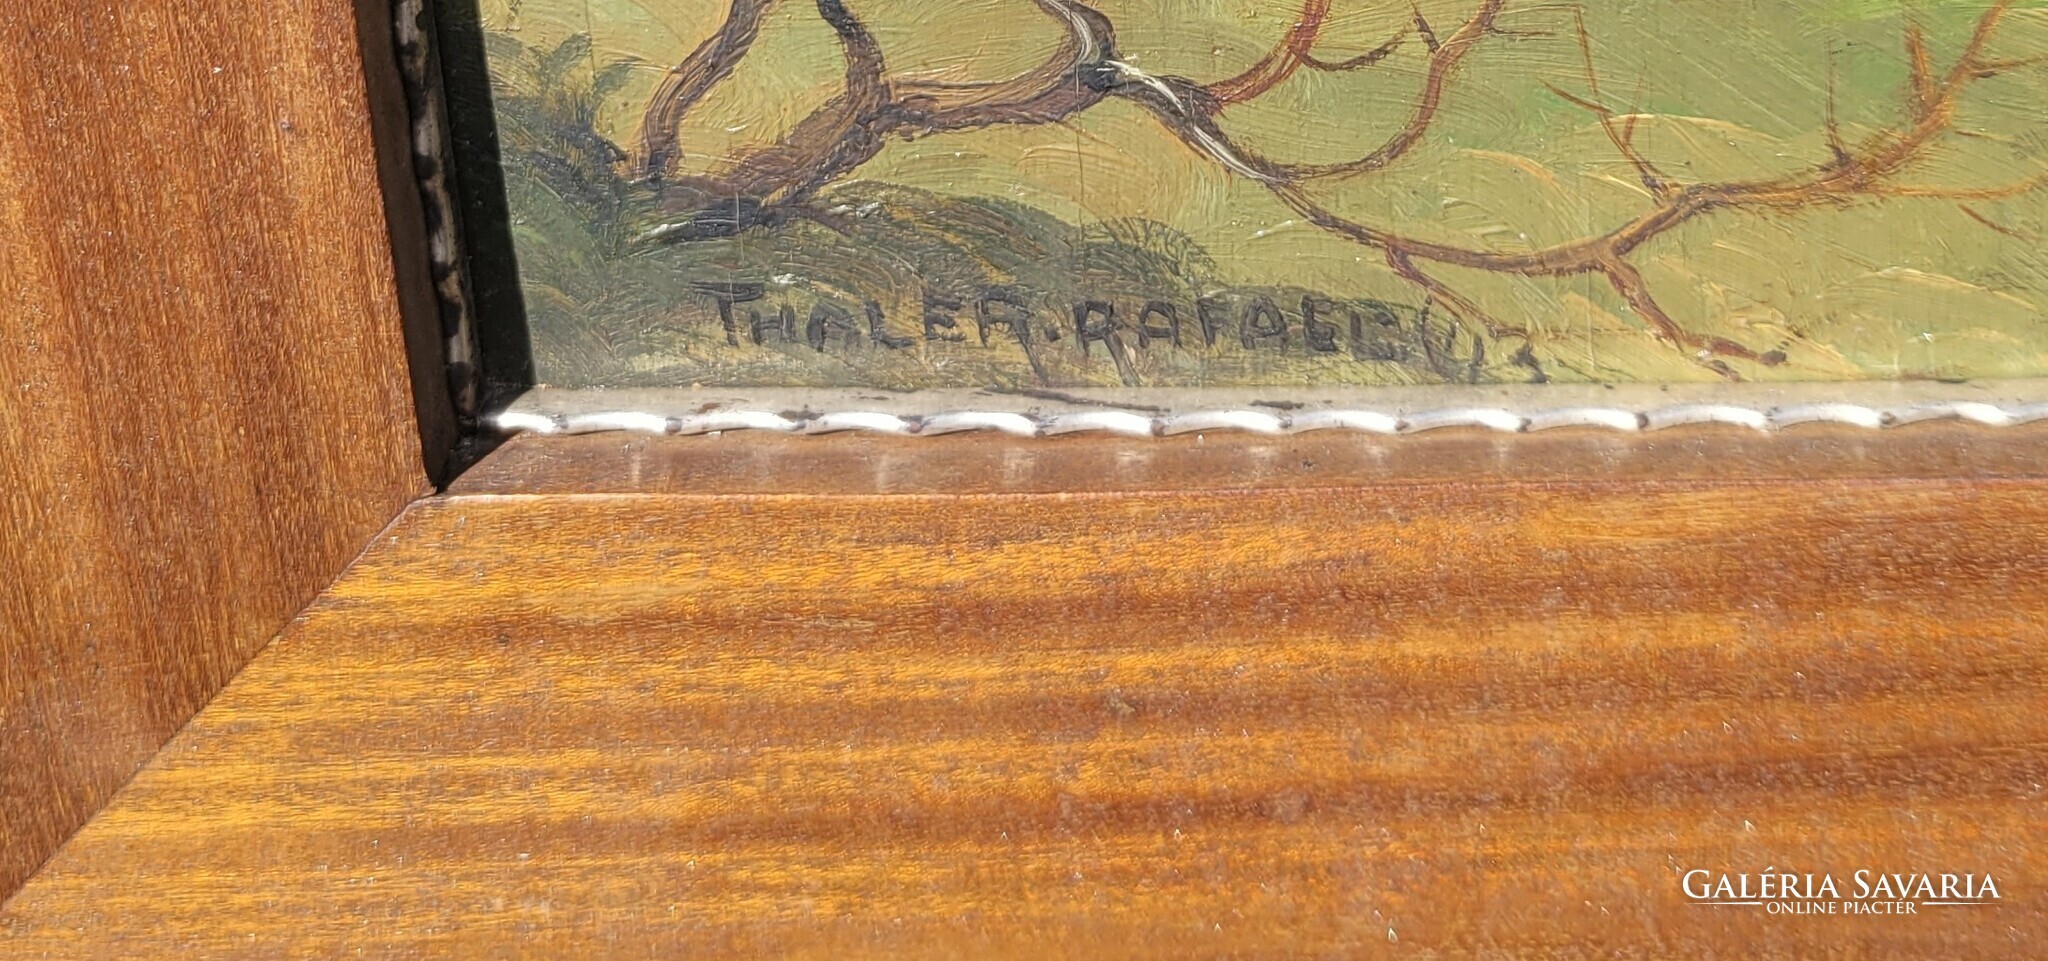 THALER.RAFAEL
GALÉRIA SAVARIA
ONLINE PIACTÉR